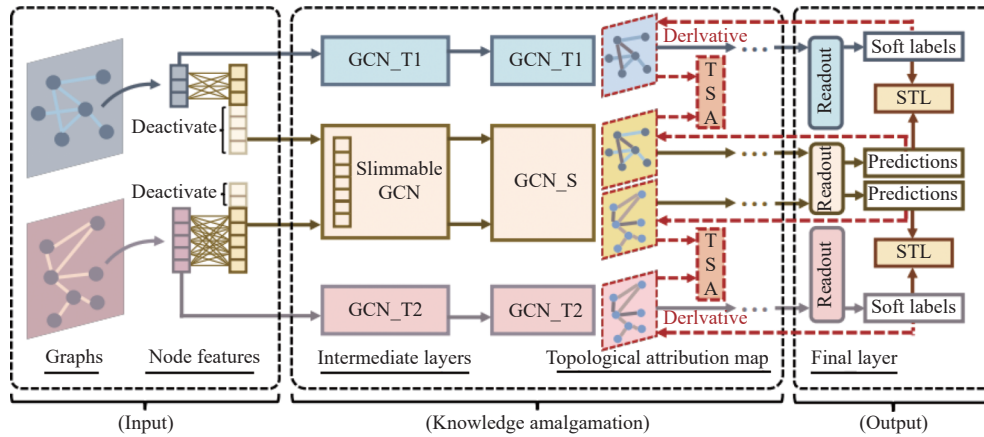 GCN_T1
GCN_T1
Derlvative
T
S
A
Readout
Soft labels
STL
Deactivate
Slimmable
GCN
GCN_S
Readout
Predictions
Predictions
Deactivate
T
S
A
STL
GCN_T2
GCN_T2
Derlvative
Readout
Soft labels
Graphs
Node features
Intermediate layers
Topological attribution map
Final layer
(Input)
(Knowledge amalgamation)
(Output)